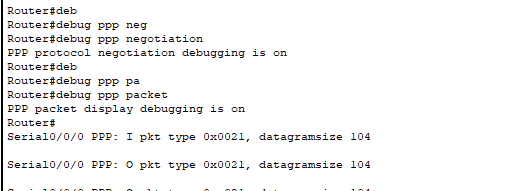 Router#deb
Router#debug ppp neg
Router#debug ppp negotiation
PPP protocol negotiation debugging is on
Router#deb
Router#debug ppp pa
Router#debug ppp packet
PPP packet display debugging is on
Router#
Serial0/0/0 PPP: I pkt type 0x0021, datagramsize 104
Serial0/0/0 PPP: O pkt type 0x0021, datagramsize 104